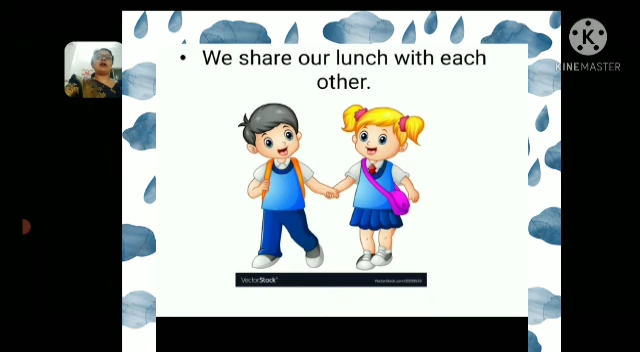 • We share our lunch with each
other.
KINEMASTER
VectorStock